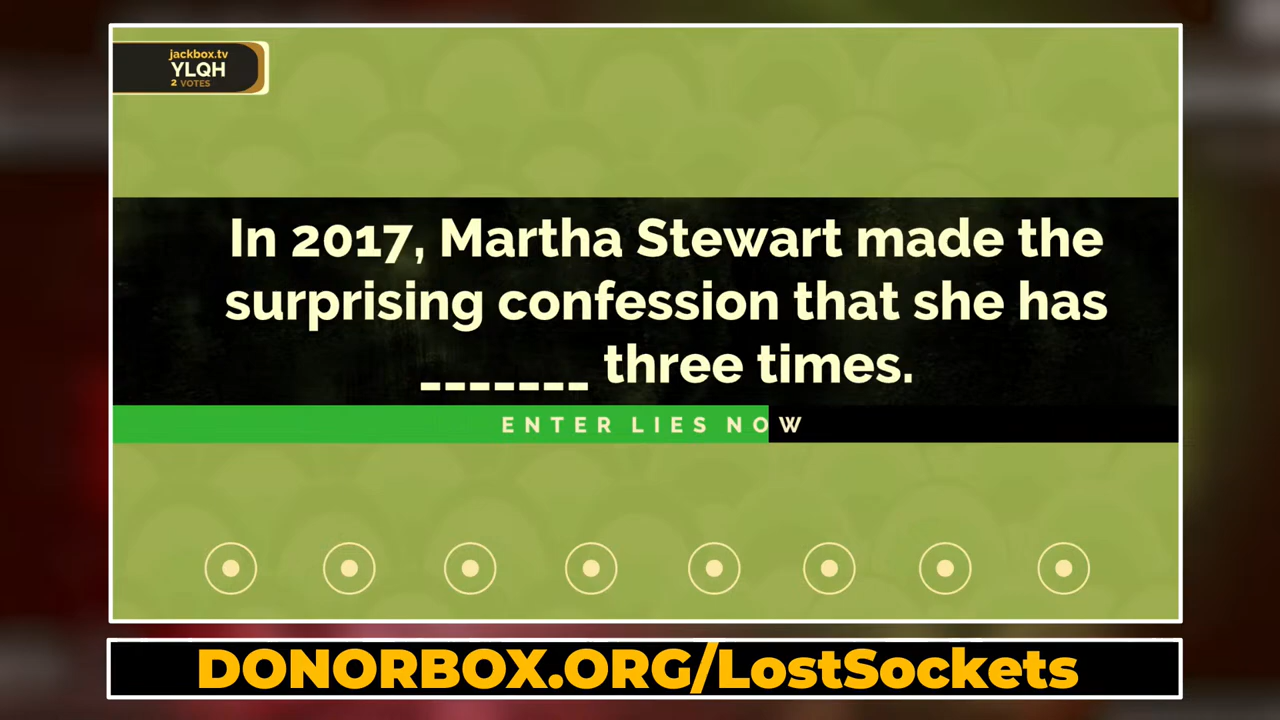 jackbox.tv
YLQH
2 VOTES
In 2017, Martha Stewart made the
surprising confession that she has
_______ three times.
ENTER LIES NOW
DONORBOX.ORG/LostSockets